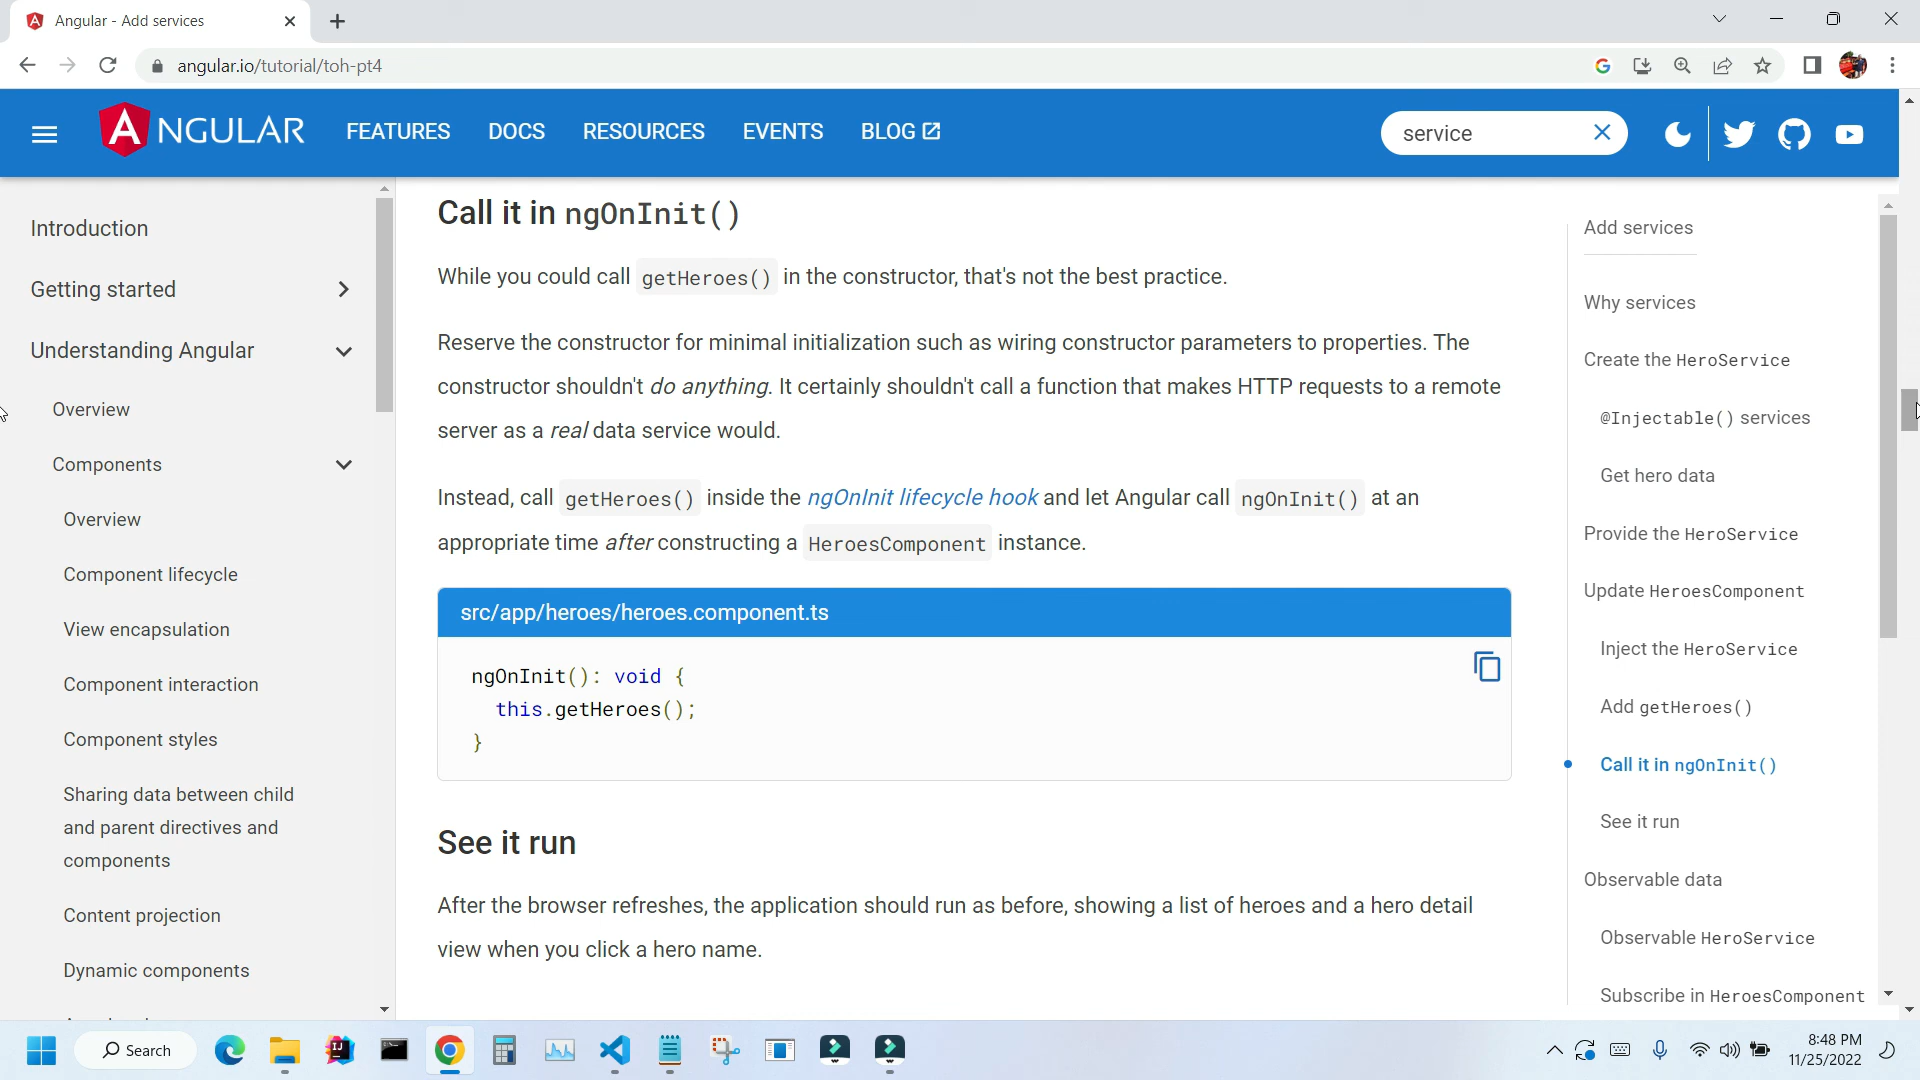 Angular - Add services
angular.io/tutorial/toh-pt4
ANGULAR
FEATURES
DOCS
RESOURCES
EVENTS
BLOG
service
Introduction
Getting started
Understanding Angular
Overview
Components
Overview
Component lifecycle
View encapsulation
Component interaction
Component styles
Sharing data between child
and parent directives and
components
Content projection
Dynamic components
Call it in ngOnInit()
While you could call getHeroes() in the constructor, that's not the best practice.
Reserve the constructor for minimal initialization such as wiring constructor parameters to properties. The
constructor shouldn't do anything. It certainly shouldn't call a function that makes HTTP requests to a remote
server as a real data service would.
Instead, call getHeroes() inside the ngOnInit lifecycle hook and let Angular call ngOnInit() at an
appropriate time after constructing a HeroesComponent instance.
src/app/heroes/heroes.component.ts
ngOnInit(): void {
this.getHeroes();
}
See it run
After the browser refreshes, the application should run as before, showing a list of heroes and a hero detail
view when you click a hero name.
Add services
Why services
Create the HeroService
@Injectable() services
Get hero data
Provide the HeroService
Update HeroesComponent
Inject the HeroService
Add getHeroes()
Call it in ngOnInit()
See it run
Observable data
Observable HeroService
Subscribe in HeroesComponent
Search
8:48 PM
11/25/2022